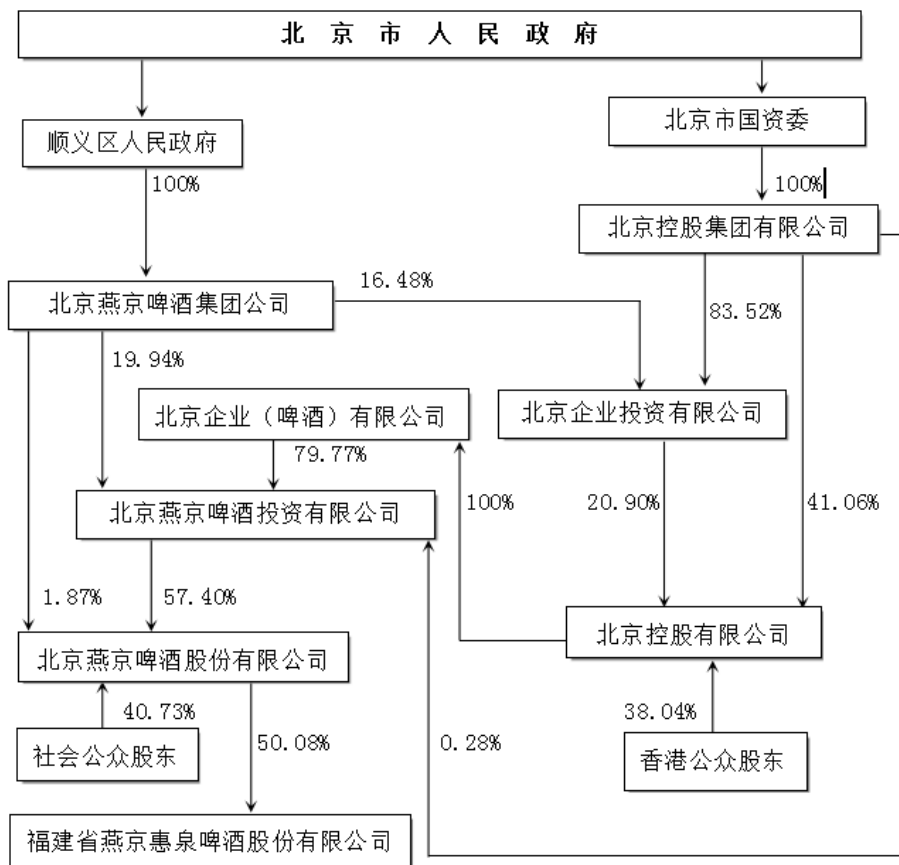 北京市人民政府
北京市国资委
顺义区人民政府
100%
100%
北京控股集团有限公司
16.48%
北京燕京啤酒集团公司
83.52%
19.94%
北京企业（啤酒）有限公司
北京企业投资有限公司
79.77%
北京燕京啤酒投资有限公司
100%
20.90%
41.06%
1.87%
57.40%
北京控股有限公司
北京燕京啤酒股份有限公司
40.73%
38.04%
50.08%
0.28%
社会公众股东
香港公众股东
福建省燕京惠泉啤酒股份有限公司